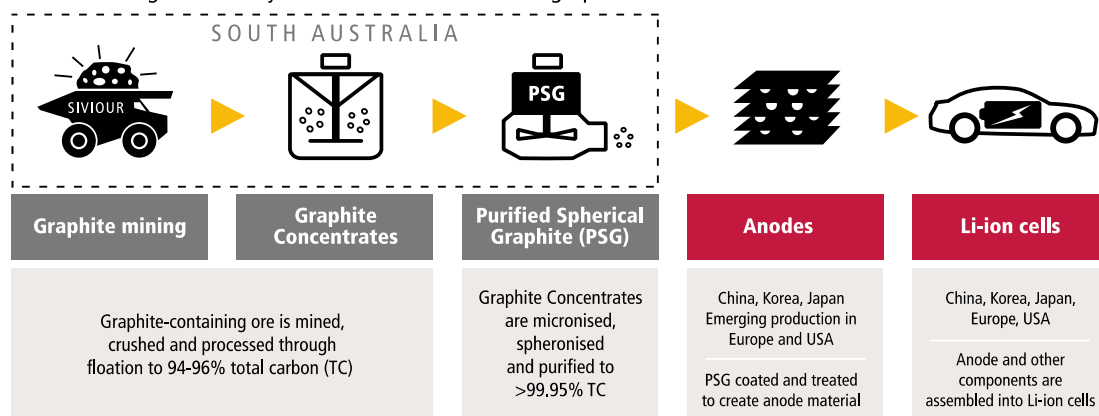 SOUTH AUSTRALIA
SIVIOUR
PSG
Graphite mining
Graphite
Concentrates
Purified Spherical
Graphite (PSG)
Anodes
Li-ion cells
Graphite-containing ore is mined,
crushed and processed through
floation to 94-96% total carbon (TC)
Graphite Concentrates
are micronised,
spheronised
and purified to
>99.95% TC
China, Korea, Japan
Emerging production in
Europe and USA
PSG coated and treated
to create anode material
China, Korea, Japan,
Europe, USA
Anode and other
components are
assembled into Li-ion cells